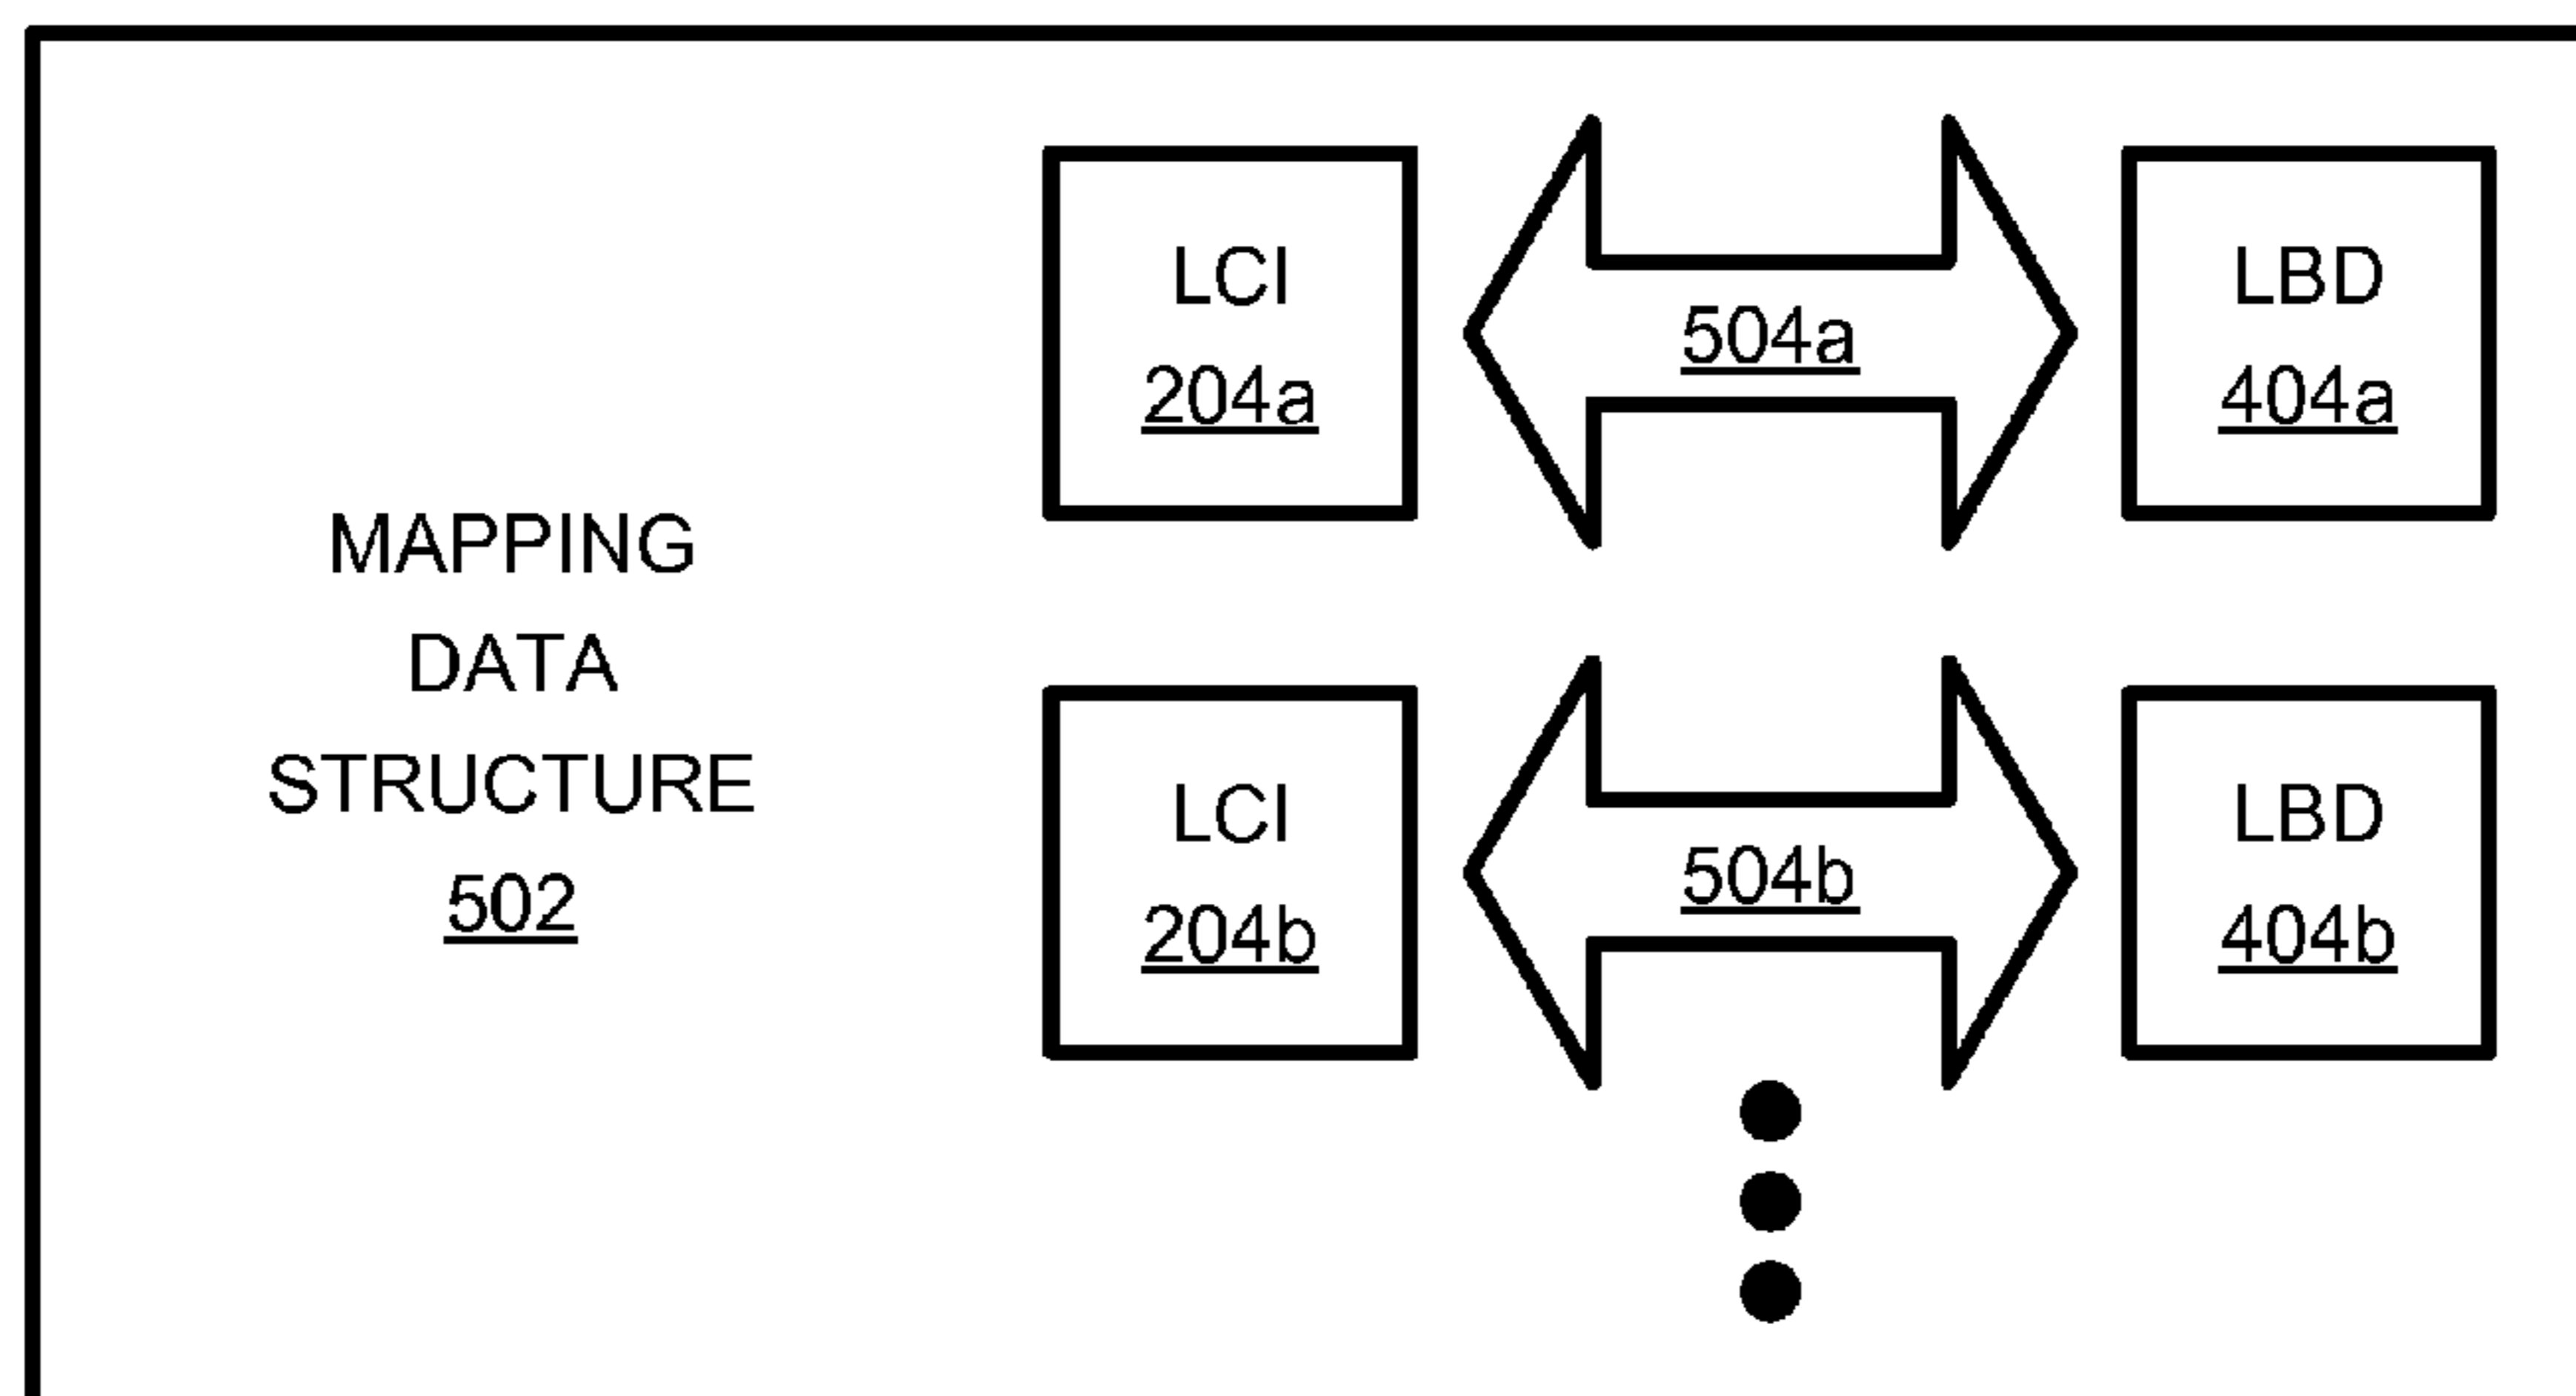 MAPPING
DATA
STRUCTURE
502
LCI
204a
504a
LBD
404a
LCI
204b
504b
LBD
404b